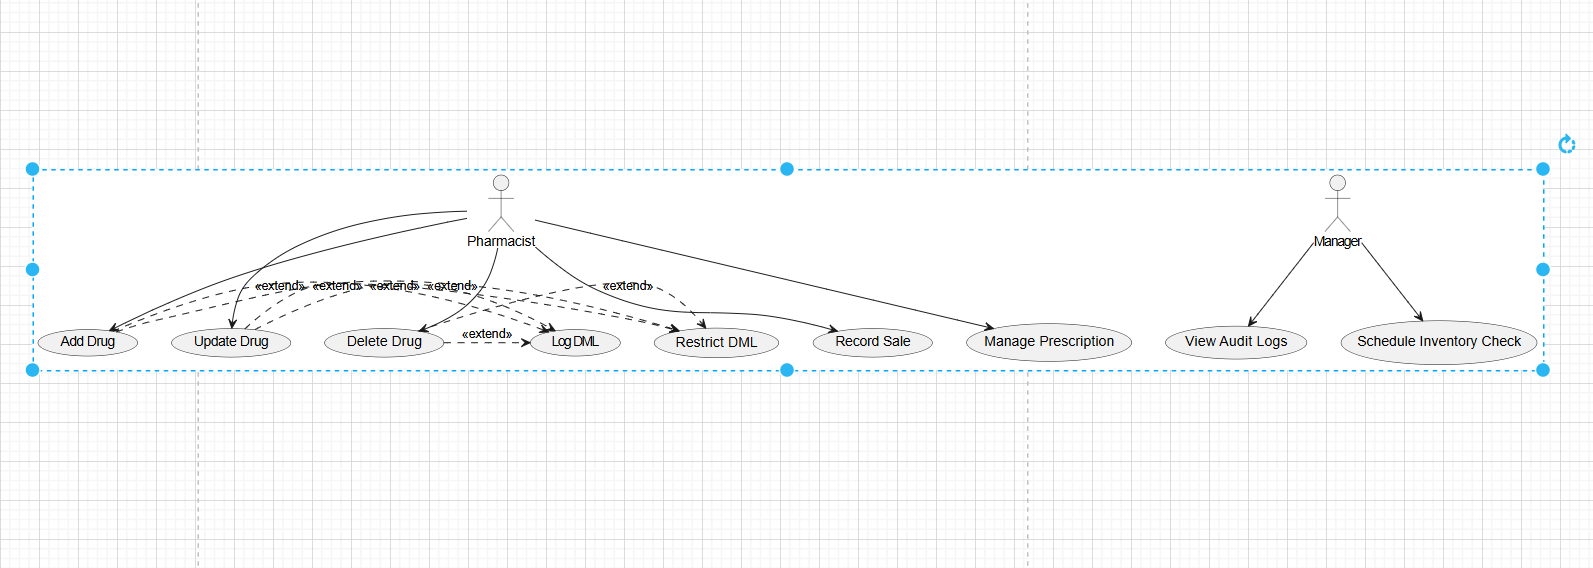 Pharmacist
Manager
«extend»
«extend»
«extend»
«extend»
«extend»
«extend»
Add Drug
Update Drug
Delete Drug
Log DML
Restrict DML
Record Sale
Manage Prescription
View Audit Logs
Schedule Inventory Check